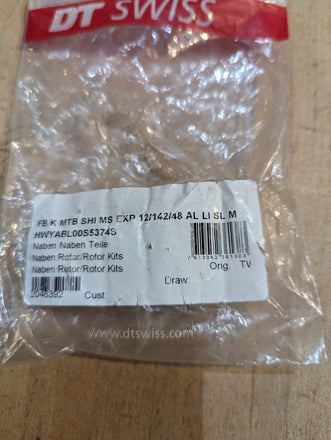 DT SWISS
FB K MTB SHI MS EXP 12/142/48 AL LI SL M
HWYABL00S5374S
Naben Naben Teile
Naben Rotor/Rotor Kits
Naben Rotor/Rotor Kits
Orig: TV
Draw:
2046392 Cust:
www.dtswiss.com